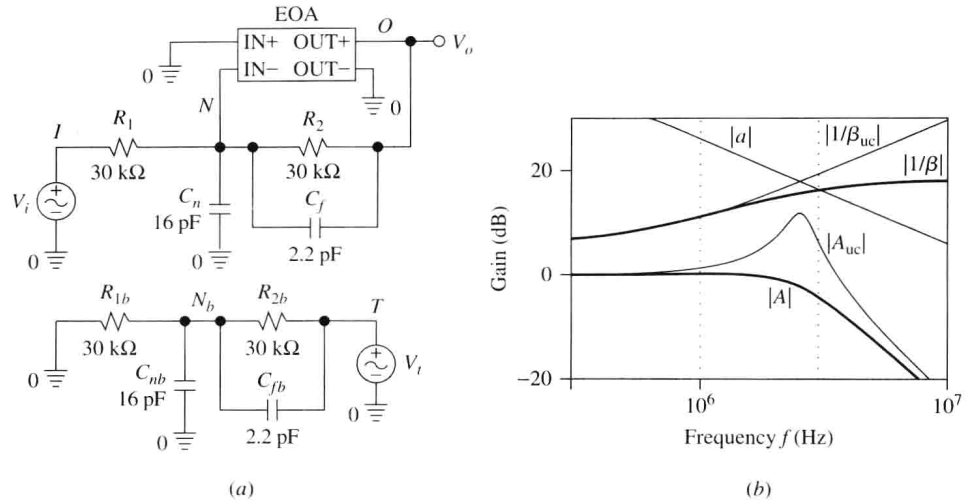 EOA
IN+ OUT+
IN− OUT−
O
V_o
0
0
N
I
R_1
30 kΩ
R_2
30 kΩ
V_i
C_n
16 pF
C_f
2.2 pF
0
0
R_1b
30 kΩ
N_b
R_2b
30 kΩ
T
V_t
C_nb
16 pF
C_fb
2.2 pF
0
0
0
(a)
|a|
|1/β_uc|
|1/β|
|A_uc|
|A|
Gain (dB)
20
0
−20
10^6
10^7
Frequency f (Hz)
(b)